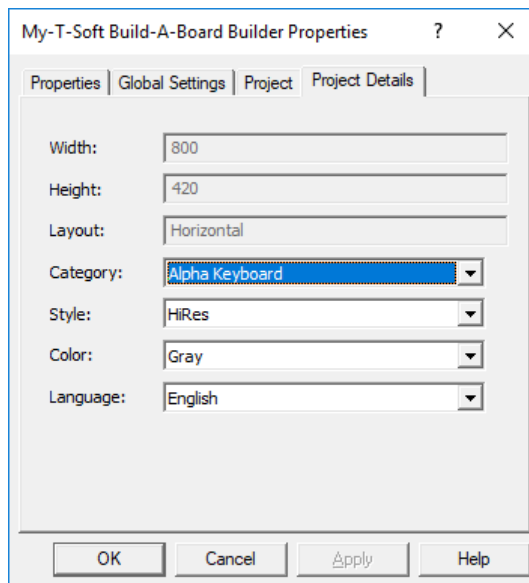 My-T-Soft Build-A-Board Builder Properties ?
Properties Global Settings Project Project Details
Width: 800
Height: 420
Layout: Horizontal
Category: Alpha Keyboard
Style: HiRes
Color: Gray
Language: English
OK Cancel Apply Help